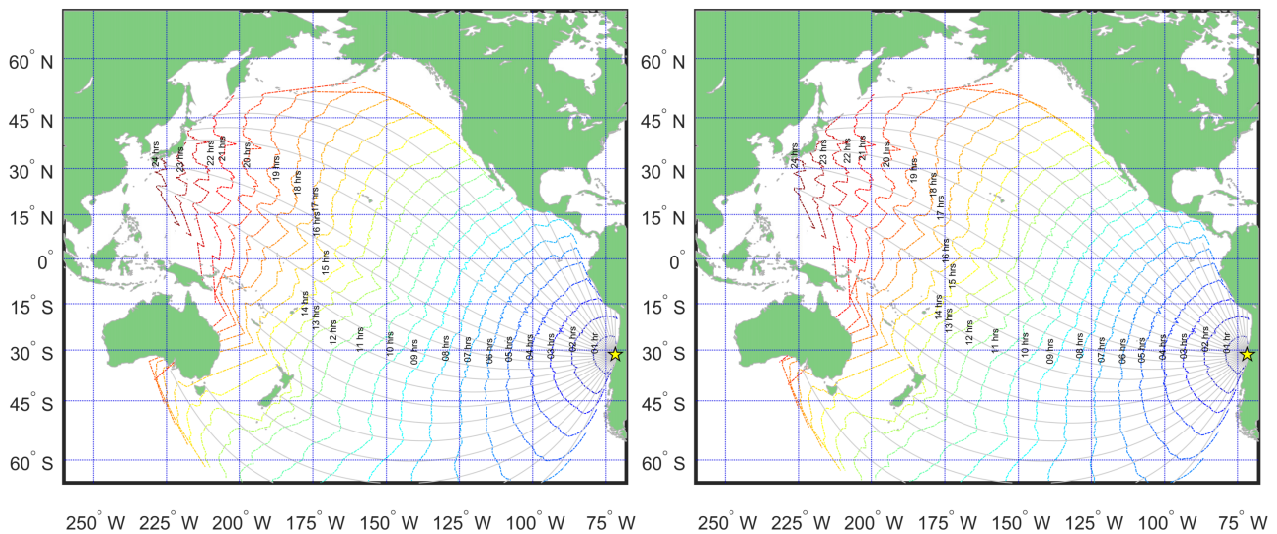 60° N
45° N
30° N
15° N
0°
15° S
30° S
45° S
60° S
24 hrs
23 hrs
22 hrs
21 hrs
20 hrs
19 hrs
18 hrs
17 hrs
16 hrs
15 hrs
14 hrs
13 hrs
12 hrs
11 hrs
10 hrs
09 hrs
08 hrs
07 hrs
06 hrs
05 hrs
04 hrs
03 hrs
02 hrs
01 hr
250° W
225° W
200° W
175° W
150° W
125° W
100° W
75° W
60° N
45° N
30° N
15° N
0°
15° S
30° S
45° S
60° S
24 hrs
23 hrs
22 hrs
21 hrs
20 hrs
19 hrs
18 hrs
17 hrs
16 hrs
15 hrs
14 hrs
13 hrs
12 hrs
11 hrs
10 hrs
09 hrs
08 hrs
07 hrs
06 hrs
05 hrs
04 hrs
03 hrs
02 hrs
01 hr
250° W
225° W
200° W
175° W
150° W
125° W
100° W
75° W